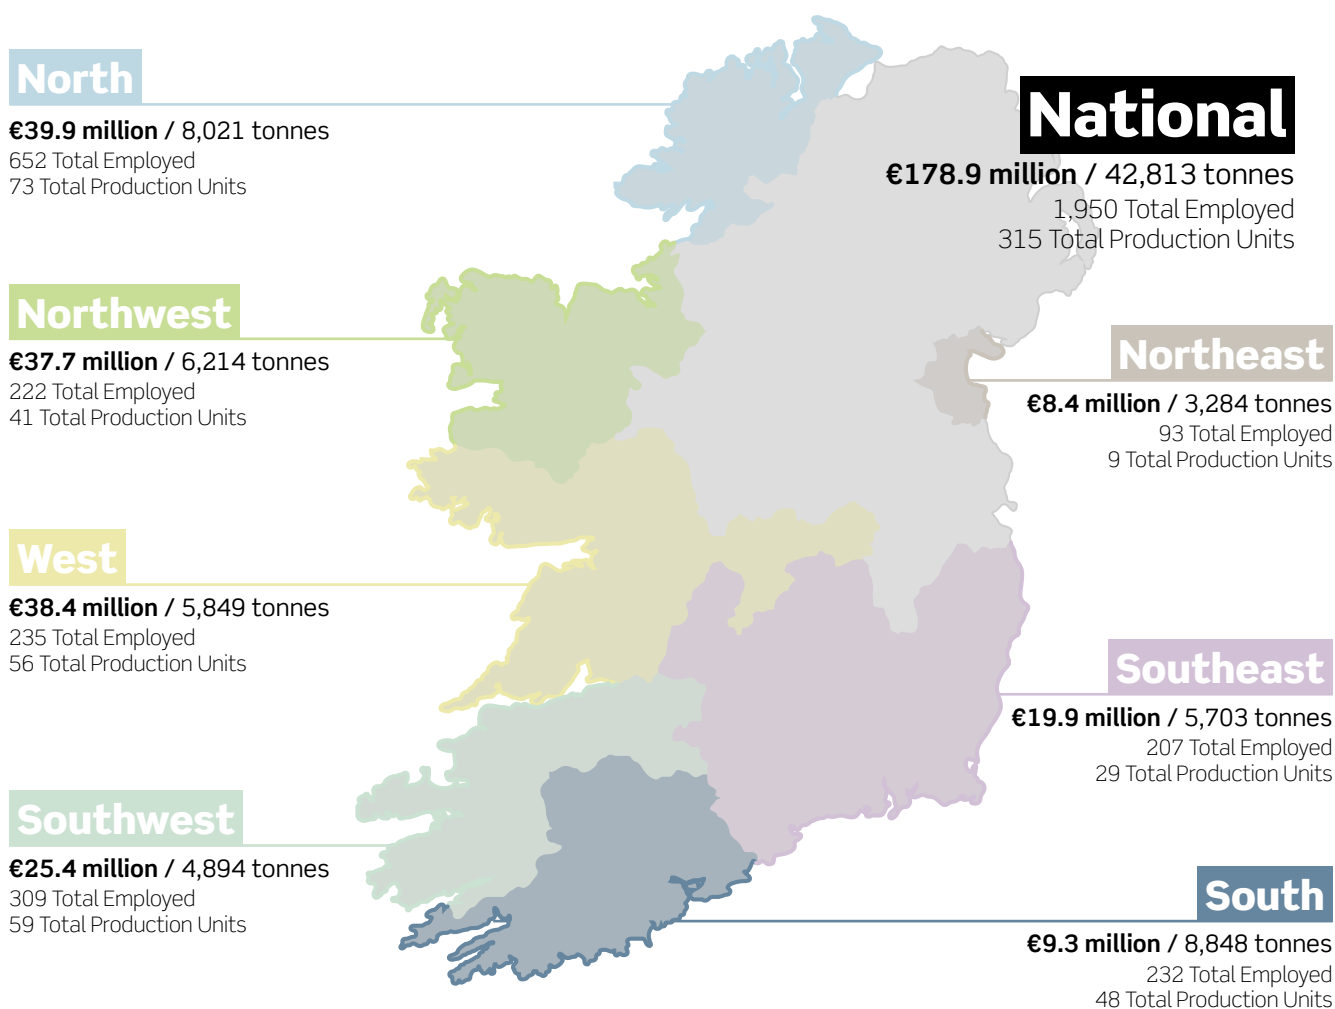 North
€39.9 million / 8,021 tonnes
652 Total Employed
73 Total Production Units
National
€178.9 million / 42,813 tonnes
1,950 Total Employed
315 Total Production Units
Northwest
€37.7 million / 6,214 tonnes
222 Total Employed
41 Total Production Units
Northeast
€8.4 million / 3,284 tonnes
93 Total Employed
9 Total Production Units
West
€38.4 million / 5,849 tonnes
235 Total Employed
56 Total Production Units
Southeast
€19.9 million / 5,703 tonnes
207 Total Employed
29 Total Production Units
Southwest
€25.4 million / 4,894 tonnes
309 Total Employed
59 Total Production Units
South
€9.3 million / 8,848 tonnes
232 Total Employed
48 Total Production Units